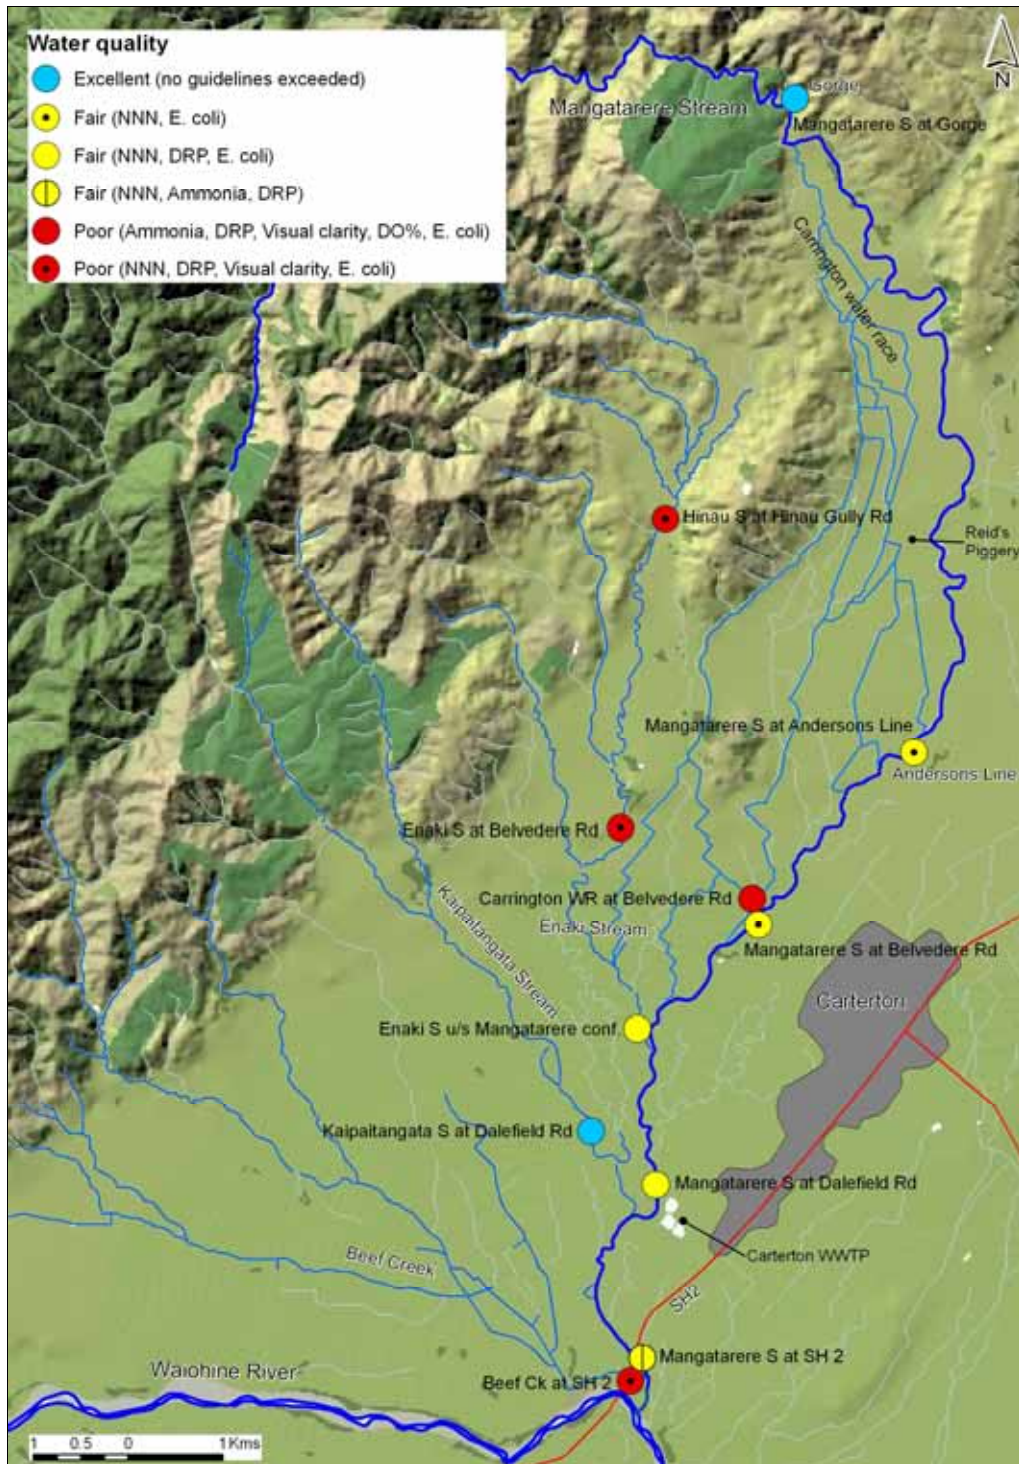 Water quality
Excellent (no guidelines exceeded)
Fair (NNN, E. coli)
Fair (NNN, DRP, E. coli)
Fair (NNN, Ammonia, DRP)
Poor (Ammonia, DRP, Visual clarity, DO%, E. coli)
Poor (NNN, DRP, Visual clarity, E. coli)
N
Gorge
Mangatarere Stream
Mangatarere S at Gorge
Carrington water race
Hinau S at Hinau Gully Rd
Reid's
Piggery
Mangatarere S at Andersons Line
Andersons Line
Enaki S at Belvedere Rd
Carrington WR at Belvedere Rd
Kaipaitangata Stream
Enaki Stream
Mangatarere S at Belvedere Rd
Carterton
Enaki S u/s Mangatarere conf.
Kaipaitangata S at Dalefield Rd
Mangatarere S at Dalefield Rd
Carterton WWTP
Beef Creek
SH2
Mangatarere S at SH 2
Waiohine River
Beef Ck at SH 2
1 0.5 0 1 Kms